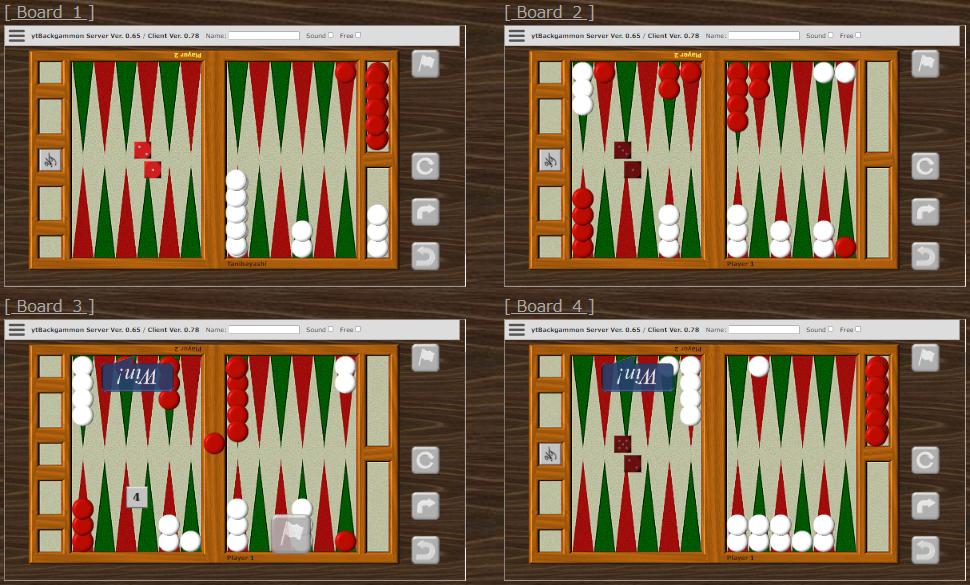 [ Board 1 ]
[ Board 2 ]
ytBackgammon Server Ver. 0.65 / Client Ver. 0.78 Name: Sound Free
ytBackgammon Server Ver. 0.65 / Client Ver. 0.78 Name: Sound Free
Player 2
Player 2
Tanibayashi
Player 1
[ Board 3 ]
[ Board 4 ]
ytBackgammon Server Ver. 0.65 / Client Ver. 0.78 Name: Sound Free
ytBackgammon Server Ver. 0.65 / Client Ver. 0.78 Name: Sound Free
Player 2
Player 2
Win!
Win!
4
Player 1
Player 1